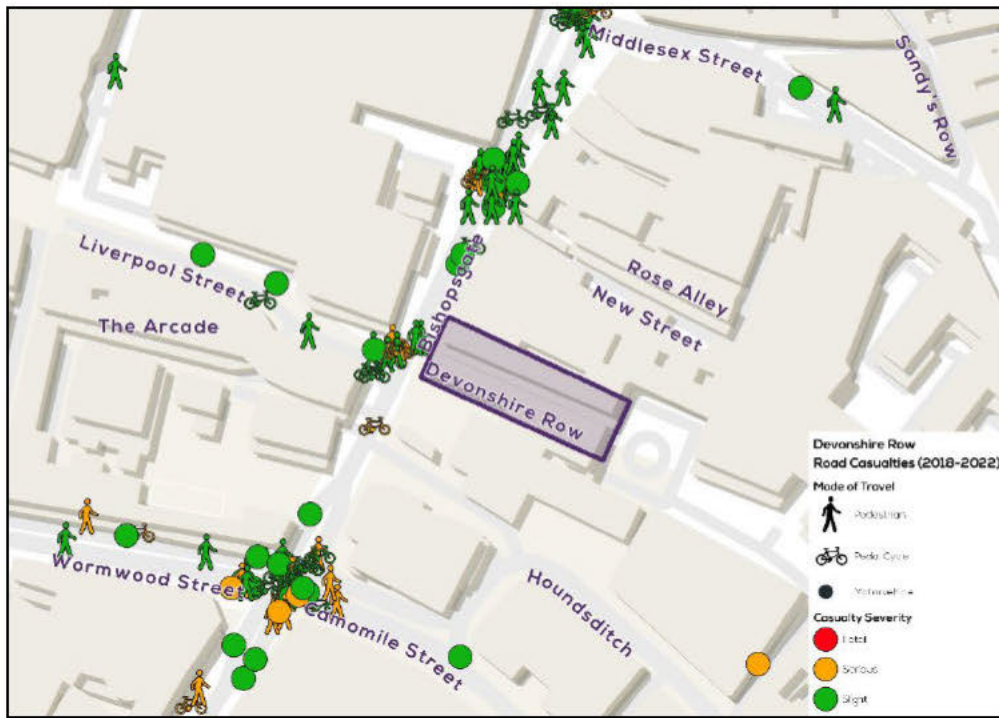 Middlesex Street
Sandy's Row
Liverpool Street
The Arcade
Bishopsgate
Rose Alley
New Street
Devonshire Row
Wormwood Street
Camomile Street
Houndsditch
Devonshire Row
Road Casualties (2018-2022)
Mode of Travel
Pedestrian
Pedal Cycle
Casualty Severity
Fatal
Serious
Slight